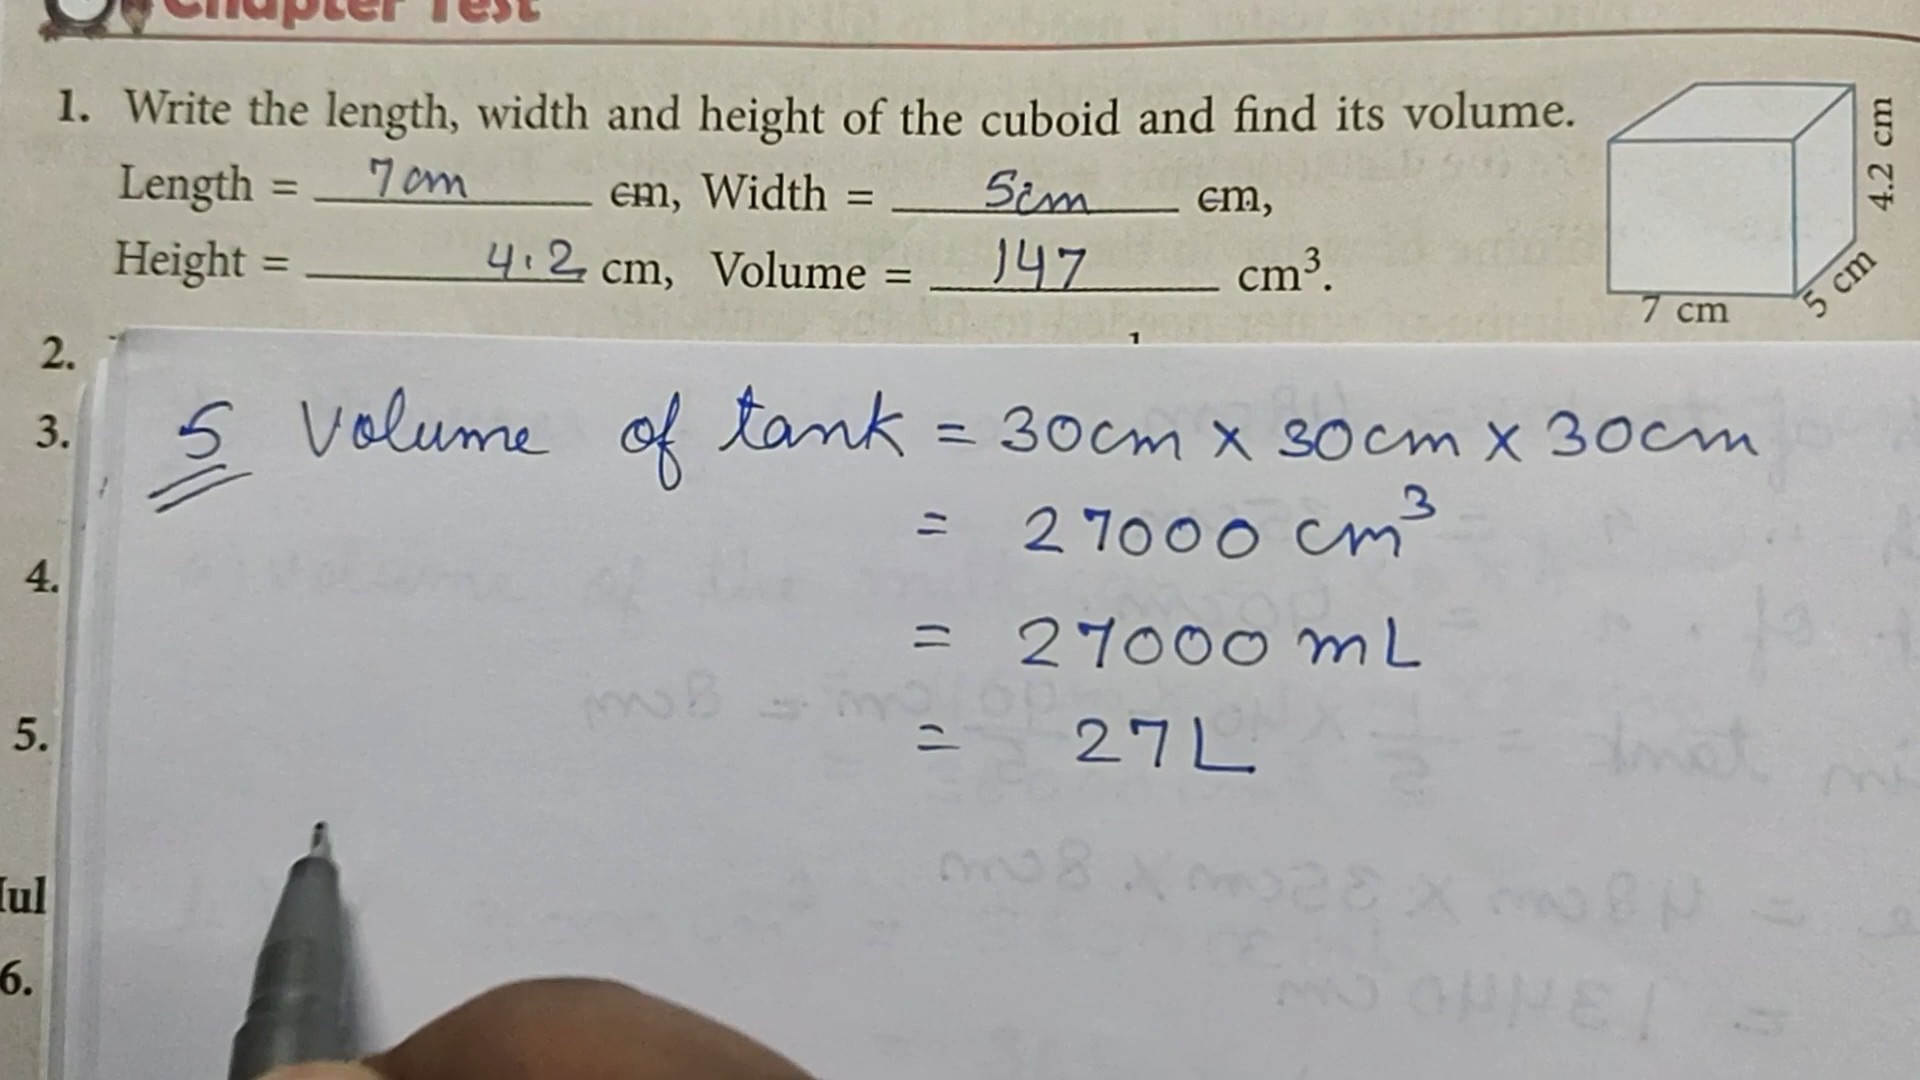 Chapter Test
1. Write the length, width and height of the cuboid and find its volume.
Length = 7cm cm, Width = 5cm cm,
Height = 4.2 cm, Volume = 147 cm³.
4.2 cm
5 cm
7 cm
2.
3.
4.
5.
6.
5 Volume of tank = 30cm x 30cm x 30cm
= 27000 cm³
= 27000 mL
= 27L